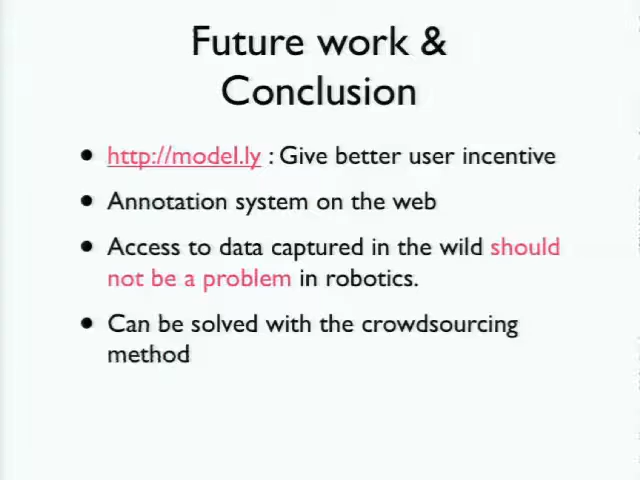 Future work &
Conclusion
• http://model.ly : Give better user incentive
• Annotation system on the web
• Access to data captured in the wild should
not be a problem in robotics.
• Can be solved with the crowdsourcing
method